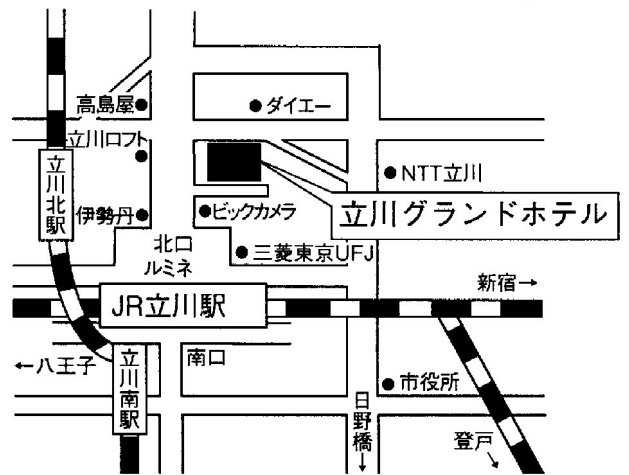 高島屋
ダイエー
立川ロフト
NTT立川
立川北駅
伊勢丹
ビックカメラ
立川グランドホテル
北口
ルミネ
三菱東京UFJ
新宿→
JR立川駅
←八王子
立川南駅
南口
市役所
日野橋↓
登戸↘